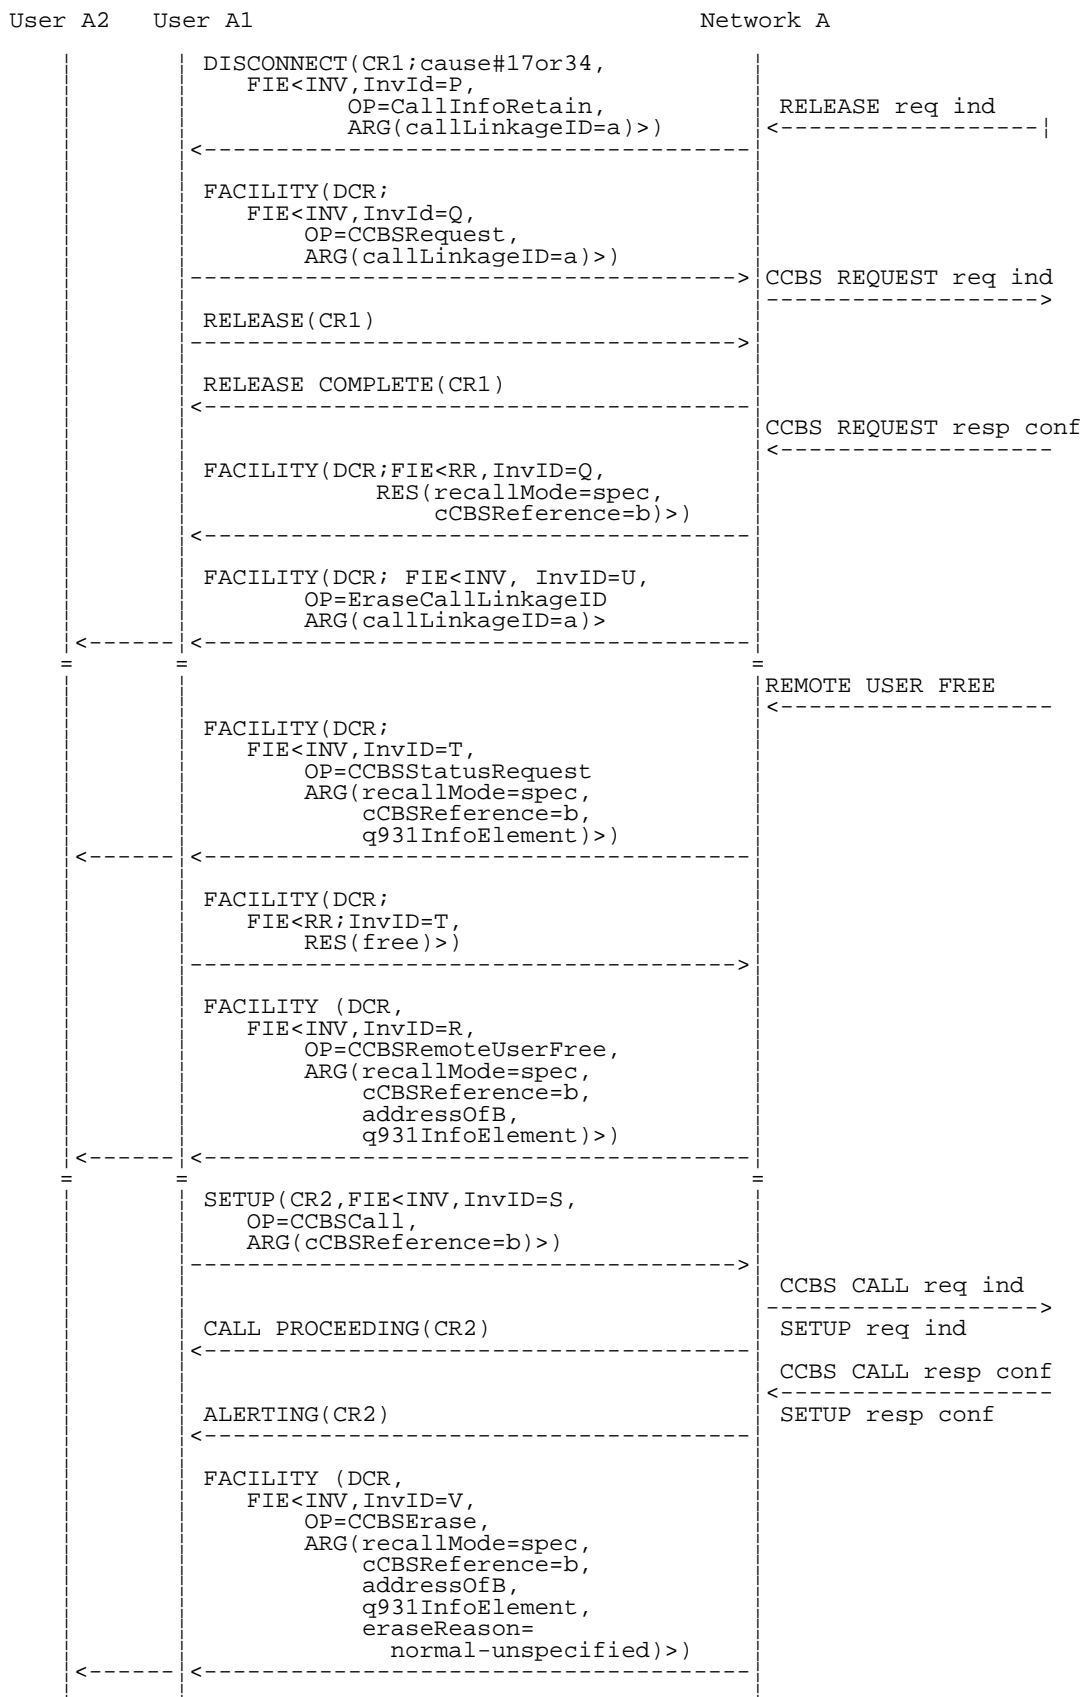 User A2 User A1 Network A
DISCONNECT(CR1;cause#17or34,
FIE<INV,InvId=P,
OP=CallInfoRetain, RELEASE req ind
ARG(callLinkageID=a)>)
FACILITY(DCR;
FIE<INV,InvId=Q,
OP=CCBSRequest,
ARG(callLinkageID=a)>)
CCBS REQUEST req ind
RELEASE(CR1)
RELEASE COMPLETE(CR1)
CCBS REQUEST resp conf
FACILITY(DCR;FIE<RR,InvID=Q,
RES(recallMode=spec,
cCBSReference=b)>)
FACILITY(DCR; FIE<INV, InvID=U,
OP=EraseCallLinkageID
ARG(callLinkageID=a)>
REMOTE USER FREE
FACILITY(DCR;
FIE<INV,InvID=T,
OP=CCBSStatusRequest
ARG(recallMode=spec,
cCBSReference=b,
q931InfoElement)>)
FACILITY(DCR;
FIE<RR;InvID=T,
RES(free)>)
FACILITY (DCR,
FIE<INV,InvID=R,
OP=CCBSRemoteUserFree,
ARG(recallMode=spec,
cCBSReference=b,
addressOfB,
q931InfoElement)>)
SETUP(CR2,FIE<INV,InvID=S,
OP=CCBSCall,
ARG(cCBSReference=b)>)
CCBS CALL req ind
CALL PROCEEDING(CR2) SETUP req ind
CCBS CALL resp conf
ALERTING(CR2) SETUP resp conf
FACILITY (DCR,
FIE<INV,InvID=V,
OP=CCBSErase,
ARG(recallMode=spec,
cCBSReference=b,
addressOfB,
q931InfoElement,
eraseReason=
normal-unspecified)>)